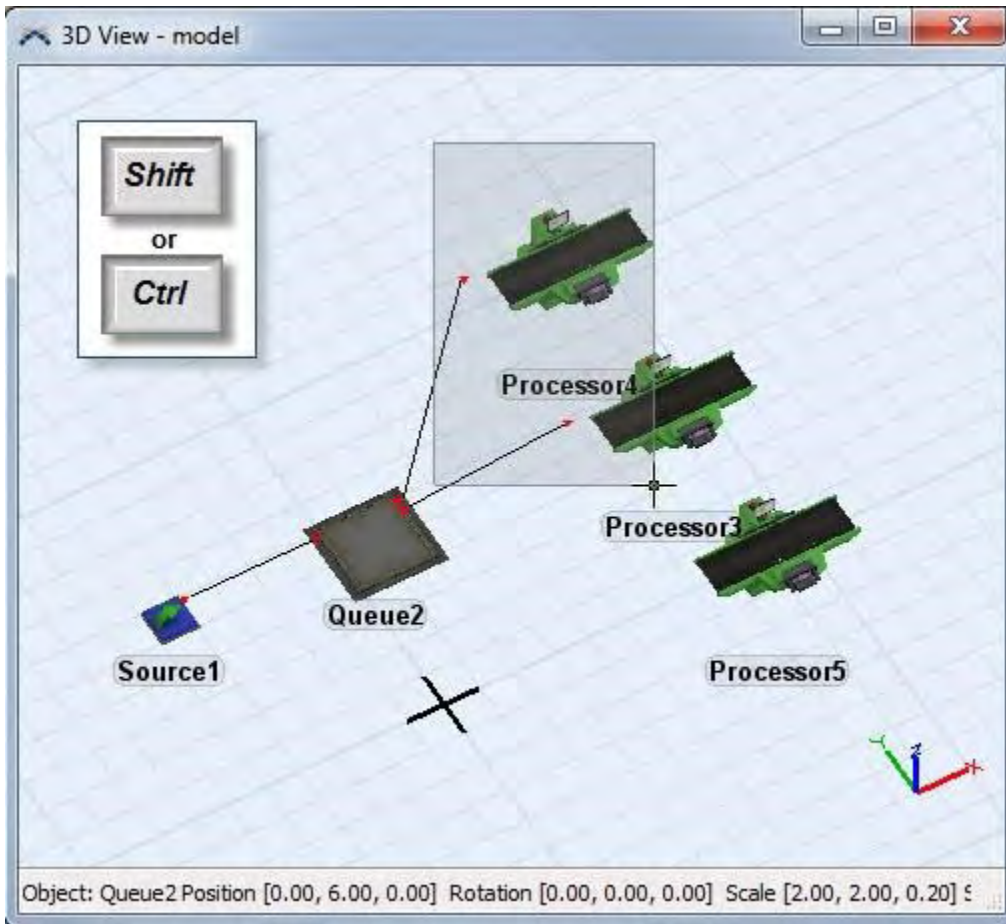 3D View - model
Shift
or
Ctrl
Processor4
Processor3
Queue2
Source1
Processor5
Y
Z
X
Object: Queue2 Position [0.00, 6.00, 0.00] Rotation [0.00, 0.00, 0.00] Scale [2.00, 2.00, 0.20]